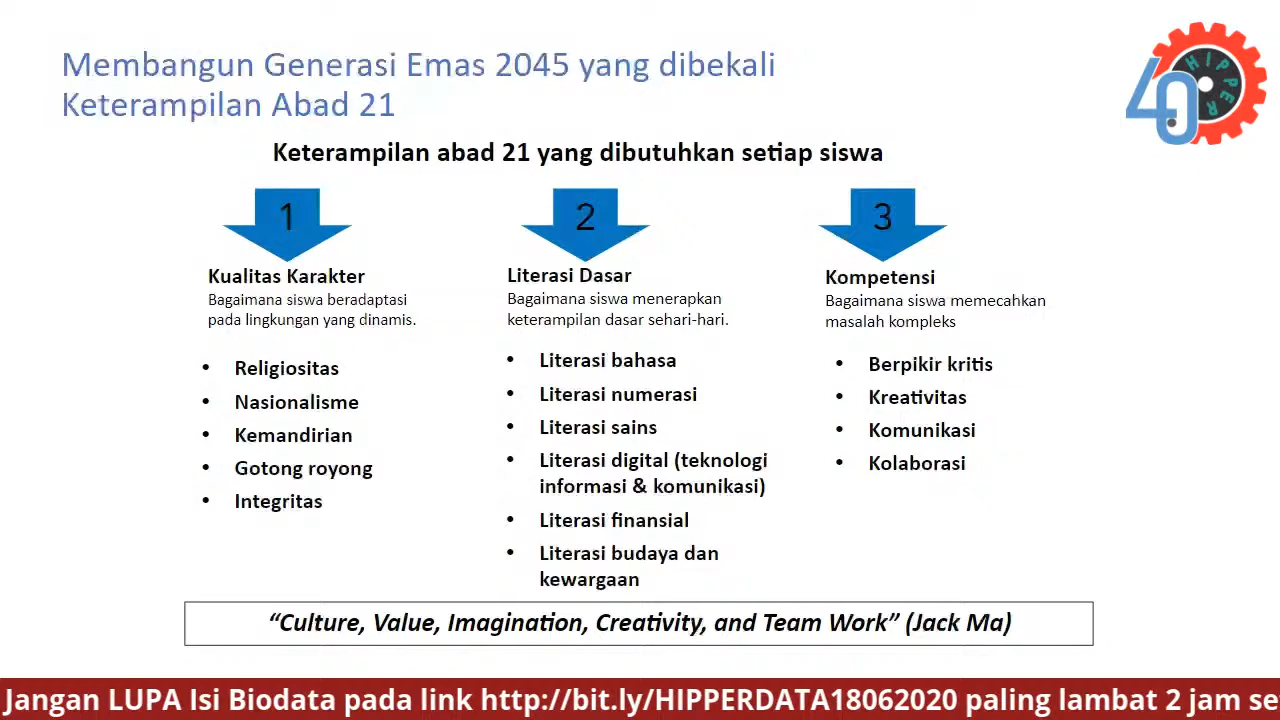 Membangun Generasi Emas 2045 yang dibekali
Keterampilan Abad 21
4.0
HIPPER
Keterampilan abad 21 yang dibutuhkan setiap siswa
1
Kualitas Karakter
Bagaimana siswa beradaptasi
pada lingkungan yang dinamis.
• Religiositas
• Nasionalisme
• Kemandirian
• Gotong royong
• Integritas
2
Literasi Dasar
Bagaimana siswa menerapkan
keterampilan dasar sehari-hari.
• Literasi bahasa
• Literasi numerasi
• Literasi sains
• Literasi digital (teknologi
informasi & komunikasi)
• Literasi finansial
• Literasi budaya dan
kewargaan
3
Kompetensi
Bagaimana siswa memecahkan
masalah kompleks
• Berpikir kritis
• Kreativitas
• Komunikasi
• Kolaborasi
“Culture, Value, Imagination, Creativity, and Team Work” (Jack Ma)
Jangan LUPA Isi Biodata pada link http://bit.ly/HIPPERDATA18062020 paling lambat 2 jam se